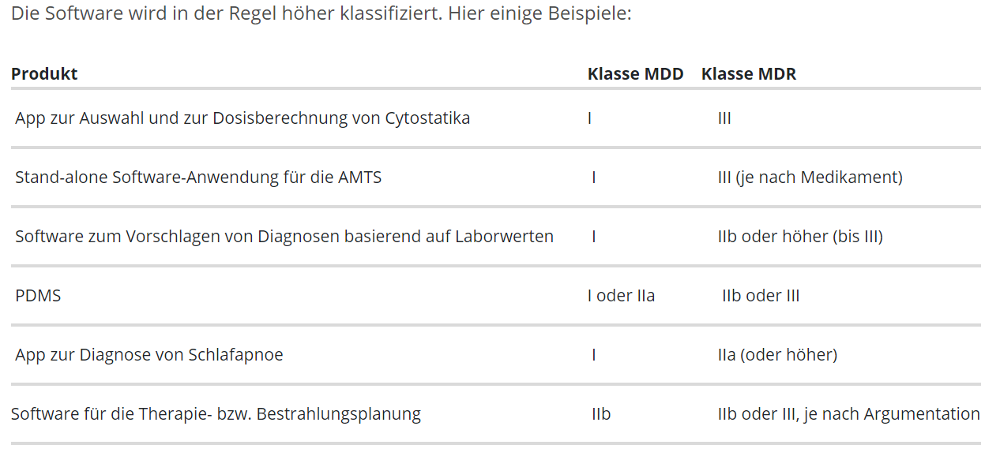 Die Software wird in der Regel höher klassifiziert. Hier einige Beispiele:
Produkt Klasse MDD Klasse MDR
App zur Auswahl und zur Dosisberechnung von Cytostatika I III
Stand-alone Software-Anwendung für die AMTS I III (je nach Medikament)
Software zum Vorschlagen von Diagnosen basierend auf Laborwerten I IIb oder höher (bis III)
PDMS I oder IIa IIb oder III
App zur Diagnose von Schlafapnoe I IIa (oder höher)
Software für die Therapie- bzw. Bestrahlungsplanung IIb IIb oder III, je nach Argumentation